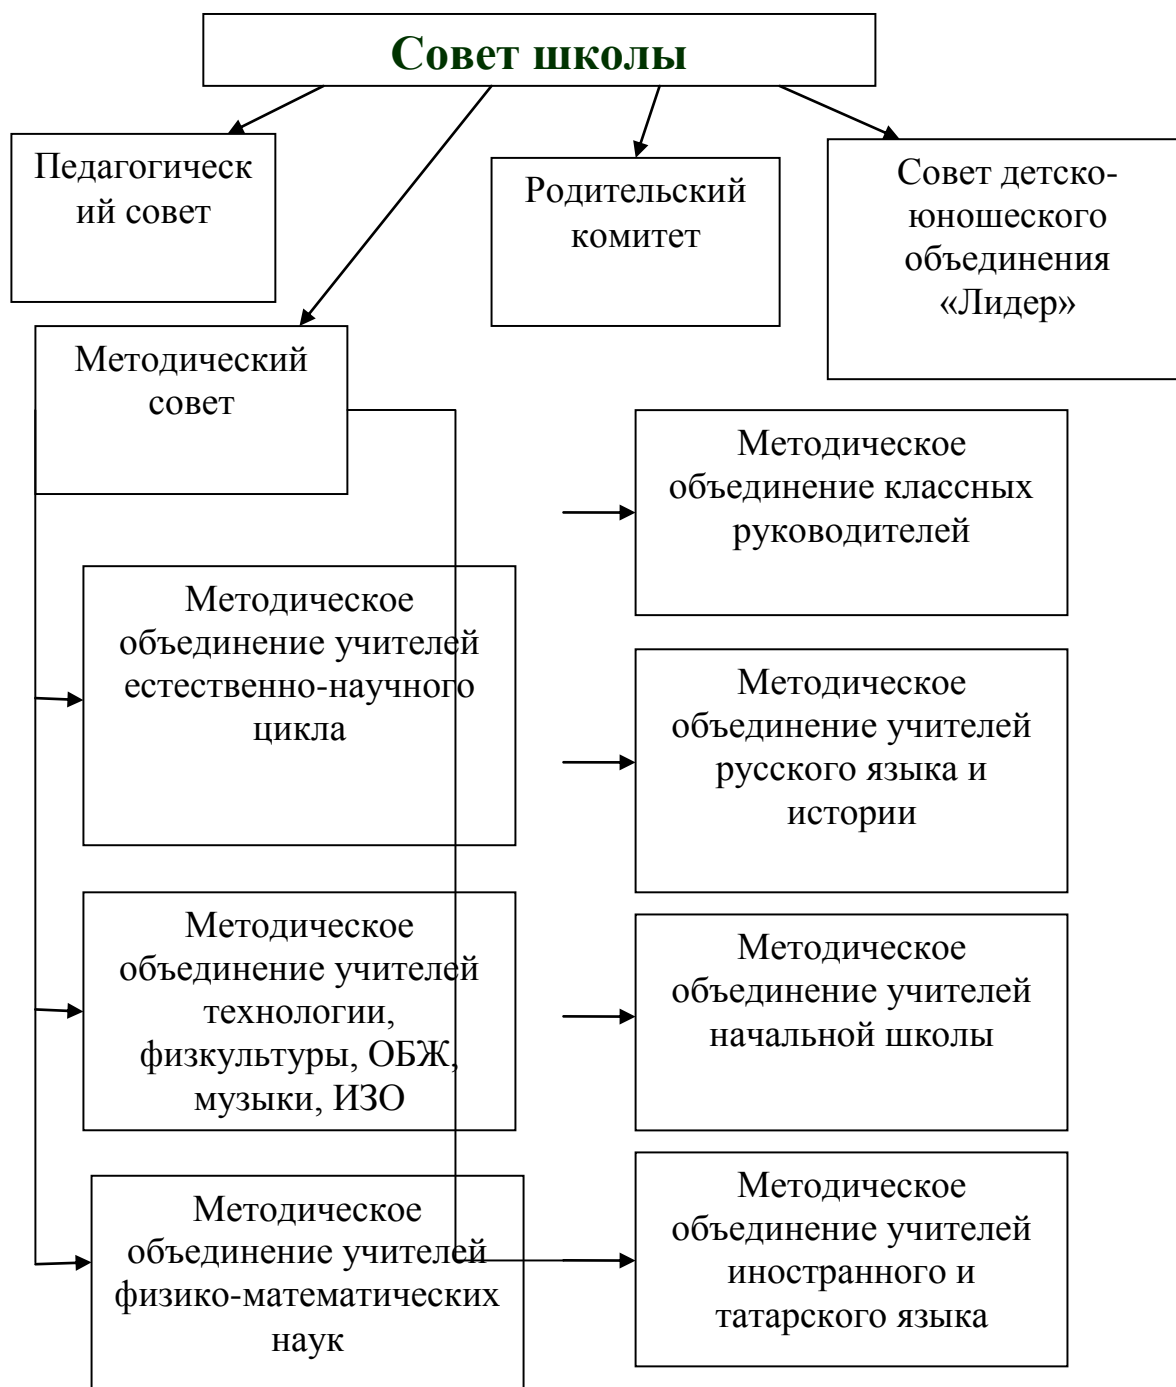 Совет школы
Педагогическ
ий совет
Родительский
комитет
Совет детско-
юношеского
объединения
«Лидер»
Методический
совет
Методическое
объединение классных
руководителей
Методическое
объединение учителей
естественно-научного
цикла
Методическое
объединение учителей
русского языка и
истории
Методическое
объединение учителей
технологии,
физкультуры, ОБЖ,
музыки, ИЗО
Методическое
объединение учителей
начальной школы
Методическое
объединение учителей
физико-математических
наук
Методическое
объединение учителей
иностранного и
татарского языка